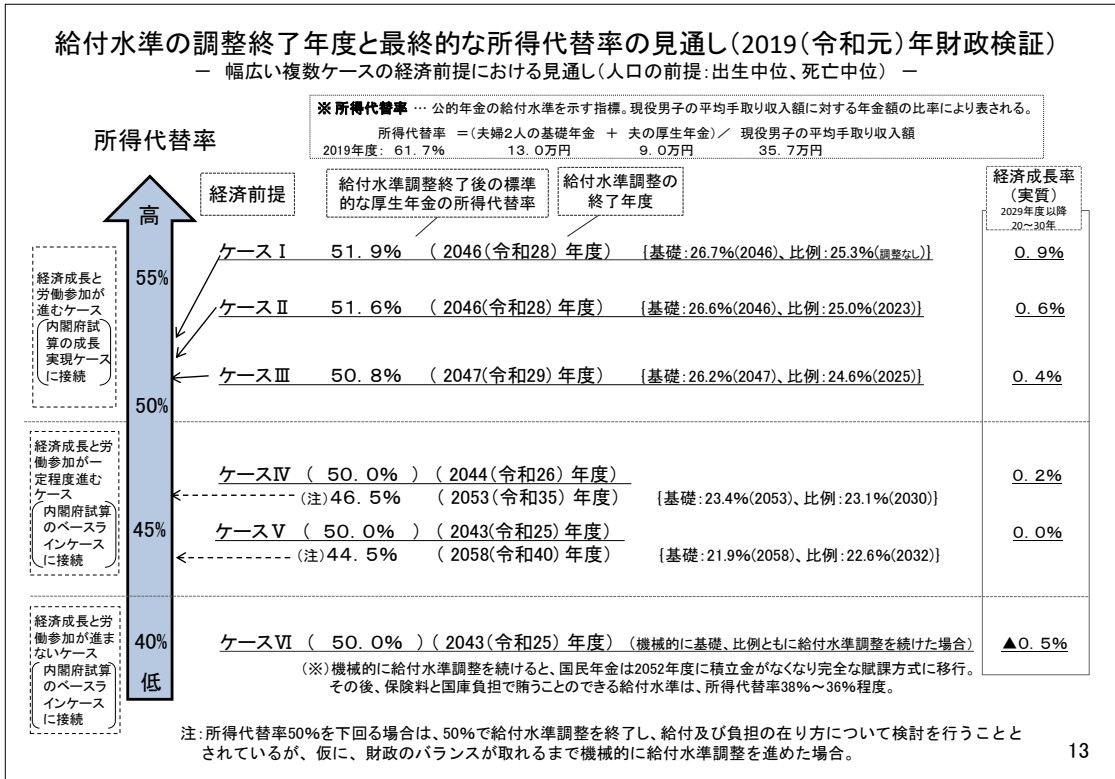 給付水準の調整終了年度と最終的な所得代替率の見通し(2019(令和元)年財政検証)
－ 幅広い複数ケースの経済前提における見通し(人口の前提：出生中位、死亡中位) －
※ 所得代替率 … 公的年金の給付水準を示す指標。現役男子の平均手取り収入額に対する年金額の比率により表される。
所得代替率 ＝(夫婦2人の基礎年金 ＋ 夫の厚生年金)／ 現役男子の平均手取り収入額
2019年度： 61.7% 13.0万円 9.0万円 35.7万円
所得代替率
高
55%
50%
45%
40%
低
経済前提
給付水準調整終了後の標準
的な厚生年金の所得代替率
給付水準調整の
終了年度
経済成長率
(実質)
2029年度以降
20～30年
経済成長と
労働参加が
進むケース
内閣府試
算の成長
実現ケース
に接続
ケースⅠ 51.9% ( 2046(令和28) 年度) {基礎：26.7%(2046)、比例：25.3%(調整なし)} 0.9%
ケースⅡ 51.6% ( 2046(令和28) 年度) {基礎：26.6%(2046)、比例：25.0%(2023)} 0.6%
ケースⅢ 50.8% ( 2047(令和29) 年度) {基礎：26.2%(2047)、比例：24.6%(2025)} 0.4%
経済成長と労
働参加が一
定程度進む
ケース
内閣府試算
のベースラ
インケース
に接続
ケースⅣ ( 50.0% ) ( 2044(令和26) 年度) 0.2%
(注)46.5% ( 2053(令和35) 年度) {基礎：23.4%(2053)、比例：23.1%(2030)}
ケースⅤ ( 50.0% ) ( 2043(令和25) 年度) 0.0%
(注)44.5% ( 2058(令和40) 年度) {基礎：21.9%(2058)、比例：22.6%(2032)}
経済成長と労
働参加が進ま
ないケース
内閣府試算
のベースラ
インケース
に接続
ケースⅥ ( 50.0% ) ( 2043(令和25) 年度) (機械的に基礎、比例ともに給付水準調整を続けた場合) ▲0.5%
(※) 機械的に給付水準調整を続けると、国民年金は2052年度に積立金がなくなり完全な賦課方式に移行。
その後、保険料と国庫負担で賄うことのできる給付水準は、所得代替率38%～36%程度。
注：所得代替率50%を下回る場合は、50%で給付水準調整を終了し、給付及び負担の在り方について検討を行うことと
されているが、仮に、財政のバランスが取れるまで機械的に給付水準調整を進めた場合。
13